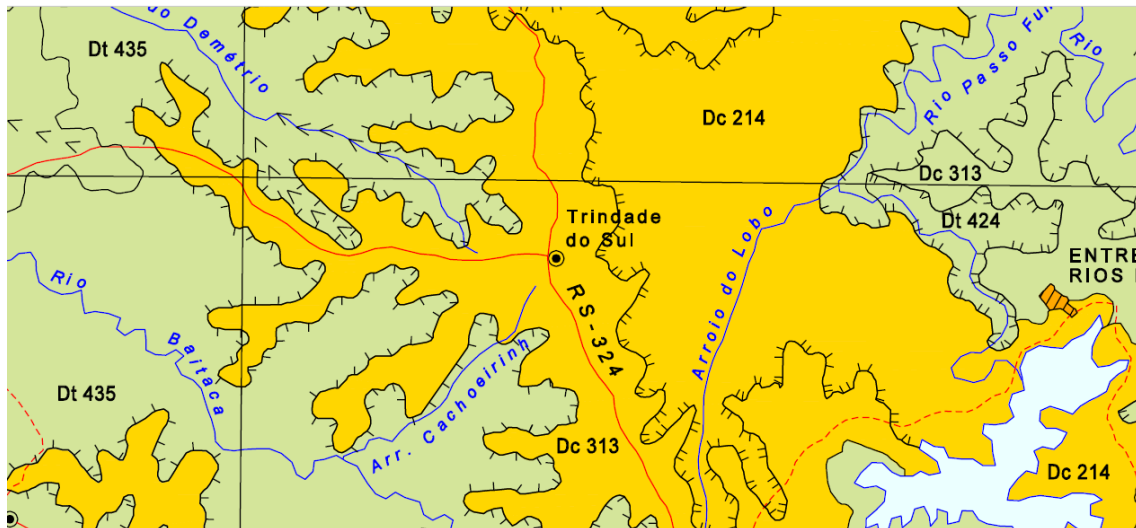 Demétrio
Dt 435
Rio Passo
Rio
Dc 214
Dc 313
Trindade
do Sul
Dt 424
Arroio do Lobo
ENTRE
RIOS
RS-324
Rio
Baitaca
Arr. Cachoeirinh
Dt 435
Dc 313
Dc 214